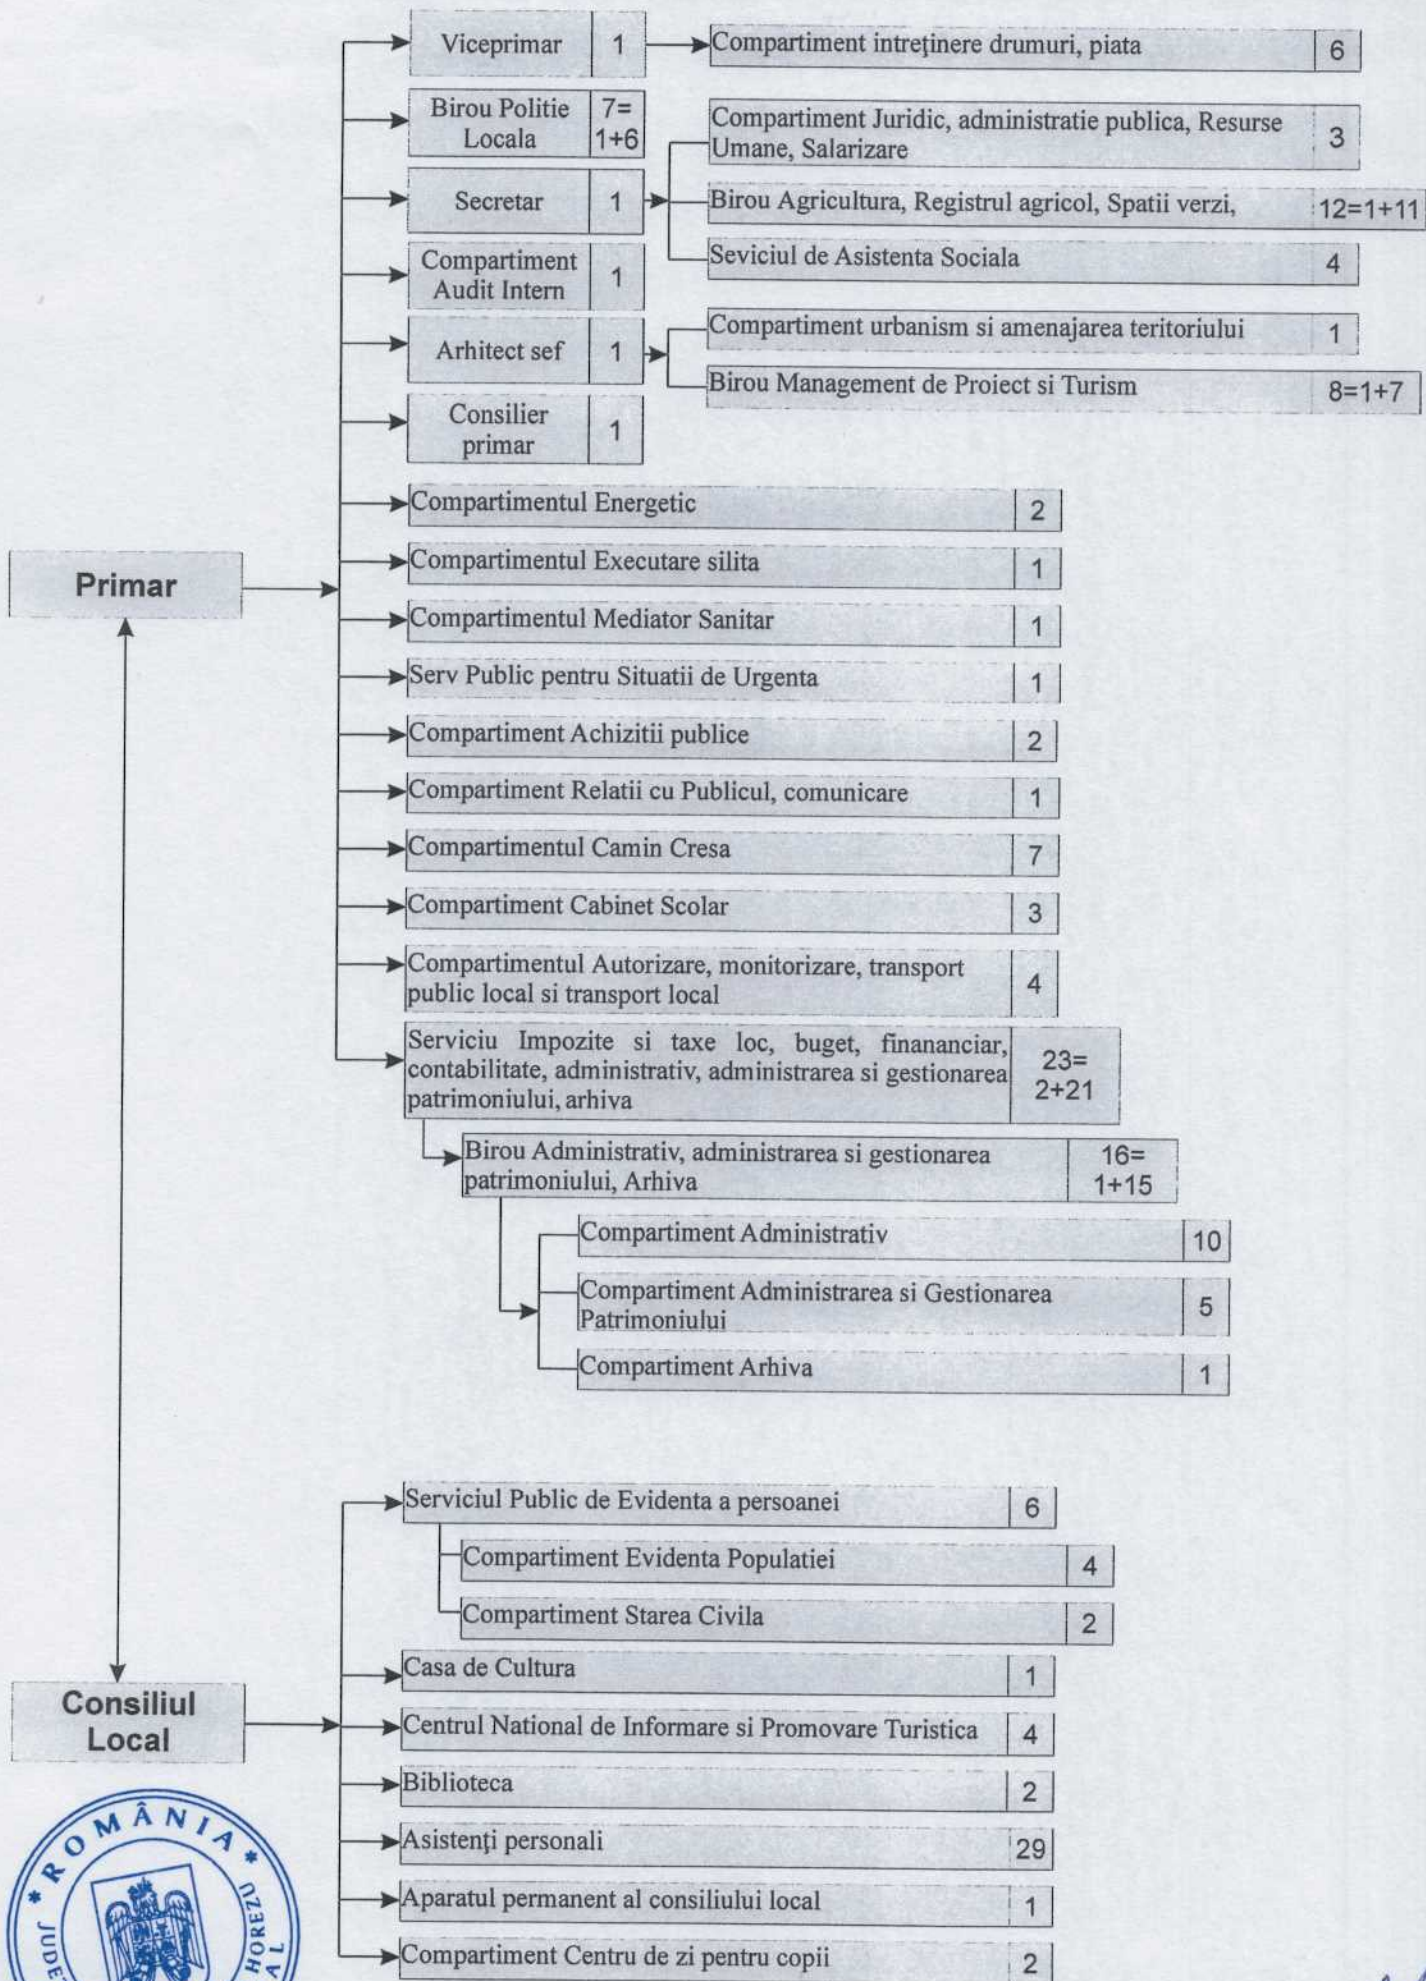 Viceprimar 1
Compartiment intreţinere drumuri, piata 6
Birou Politie
Locala
7=
1+6
Compartiment Juridic, administratie publica, Resurse
Umane, Salarizare
3
Secretar 1
Birou Agricultura, Registrul agricol, Spatii verzi, 12=1+11
Seviciul de Asistenta Sociala 4
Compartiment
Audit Intern
1
Arhitect sef 1
Compartiment urbanism si amenajarea teritoriului 1
Birou Management de Proiect si Turism 8=1+7
Consilier
primar
1
Compartimentul Energetic 2
Compartimentul Executare silita 1
Primar
Compartimentul Mediator Sanitar 1
Serv Public pentru Situatii de Urgenta 1
Compartiment Achizitii publice 2
Compartiment Relatii cu Publicul, comunicare 1
Compartimentul Camin Cresa 7
Compartiment Cabinet Scolar 3
Compartimentul Autorizare, monitorizare, transport
public local si transport local
4
Serviciu Impozite si taxe loc, buget, finananciar,
contabilitate, administrativ, administrarea si gestionarea
patrimoniului, arhiva
23=
2+21
Birou Administrativ, administrarea si gestionarea
patrimoniului, Arhiva
16=
1+15
Compartiment Administrativ 10
Compartiment Administrarea si Gestionarea
Patrimoniului
5
Compartiment Arhiva 1
Serviciul Public de Evidenta a persoanei 6
Compartiment Evidenta Populatiei 4
Compartiment Starea Civila 2
Casa de Cultura 1
Consiliul
Local
Centrul National de Informare si Promovare Turistica 4
Biblioteca 2
Asistenţi personali 29
Aparatul permanent al consiliului local 1
Compartiment Centru de zi pentru copii 2
* ROMÂNIA *
HOREZU